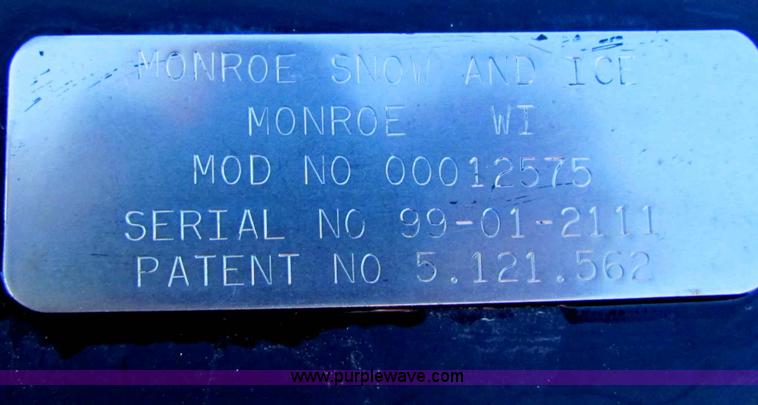 MONROE SNOW AND ICE
MONROE WI
MOD NO 00012575
SERIAL NO 99-01-2111
PATENT NO 5.121.562
www.purplewave.com